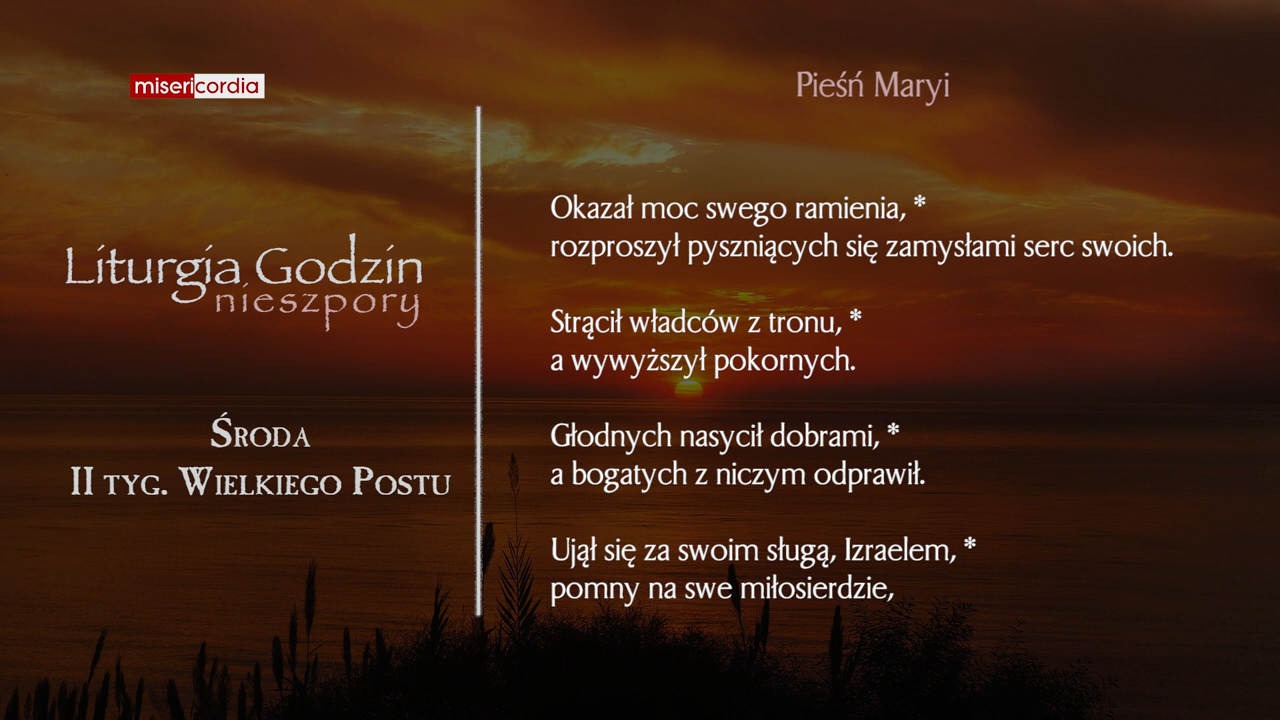 misericordia
Liturgia Godzin
nieszpory
Środa
II tyg. Wielkiego Postu
Pieśń Maryi
Okazał moc swego ramienia, *
rozproszył pyszniących się zamysłami serc swoich.
Strącił władców z tronu, *
a wywyższył pokornych.
Głodnych nasycił dobrami, *
a bogatych z niczym odprawił.
Ujął się za swoim sługą, Izraelem, *
pomny na swe miłosierdzie,